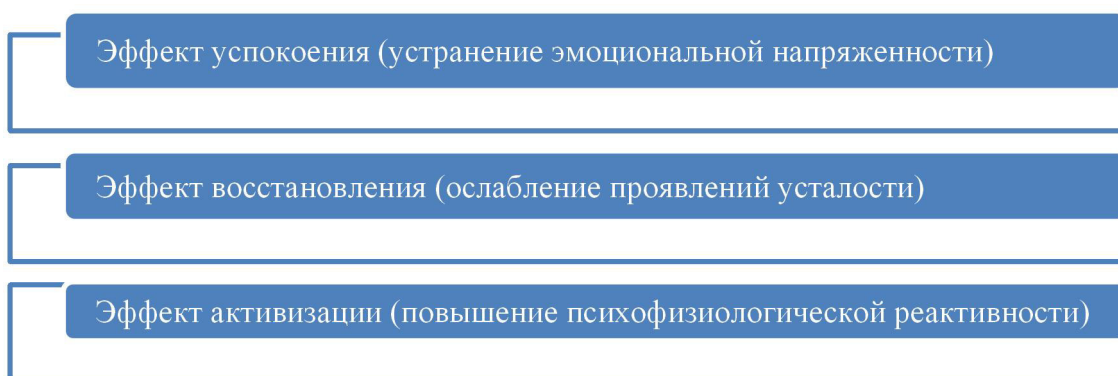 Эффект успокоения (устранение эмоциональной напряженности)
Эффект восстановления (ослабление проявлений усталости)
Эффект активизации (повышение психофизиологической реактивности)